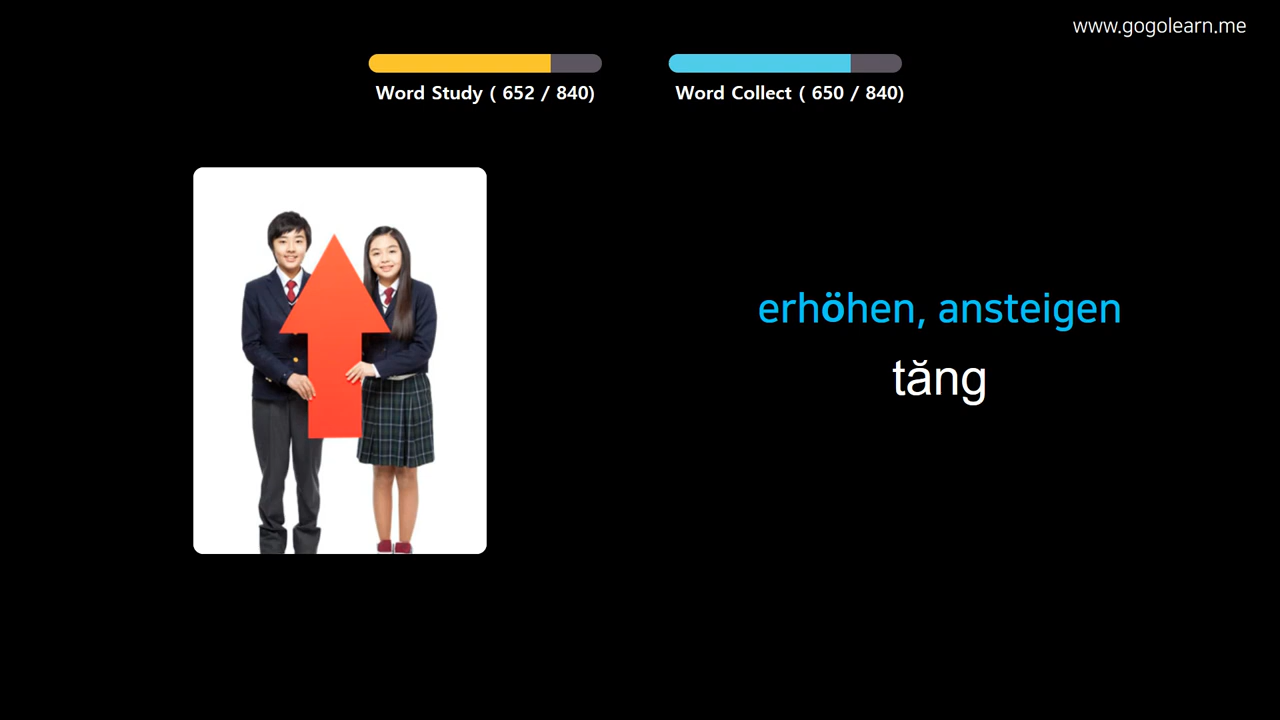 www.gogolearn.me
Word Study ( 652 / 840)
Word Collect ( 650 / 840)
erhöhen, ansteigen
tăng